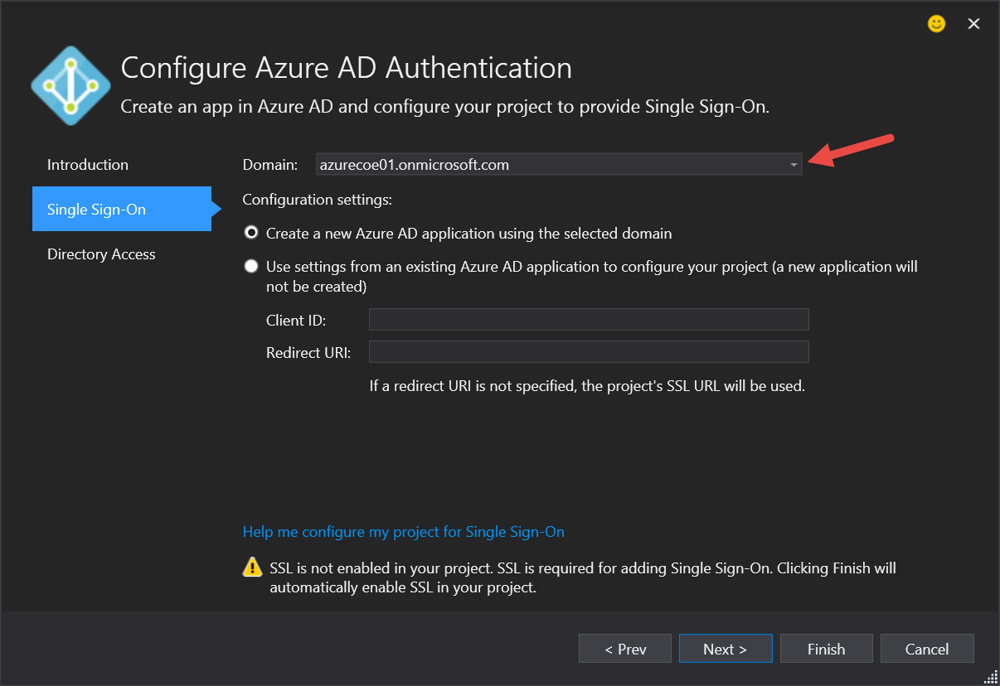 Configure Azure AD Authentication
Create an app in Azure AD and configure your project to provide Single Sign-On.
Introduction
Single Sign-On
Directory Access
Domain: azurecoe01.onmicrosoft.com
Configuration settings:
Create a new Azure AD application using the selected domain
Use settings from an existing Azure AD application to configure your project (a new application will
not be created)
Client ID:
Redirect URI:
If a redirect URI is not specified, the project's SSL URL will be used.
Help me configure my project for Single Sign-On
SSL is not enabled in your project. SSL is required for adding Single Sign-On. Clicking Finish will
automatically enable SSL in your project.
< Prev Next > Finish Cancel